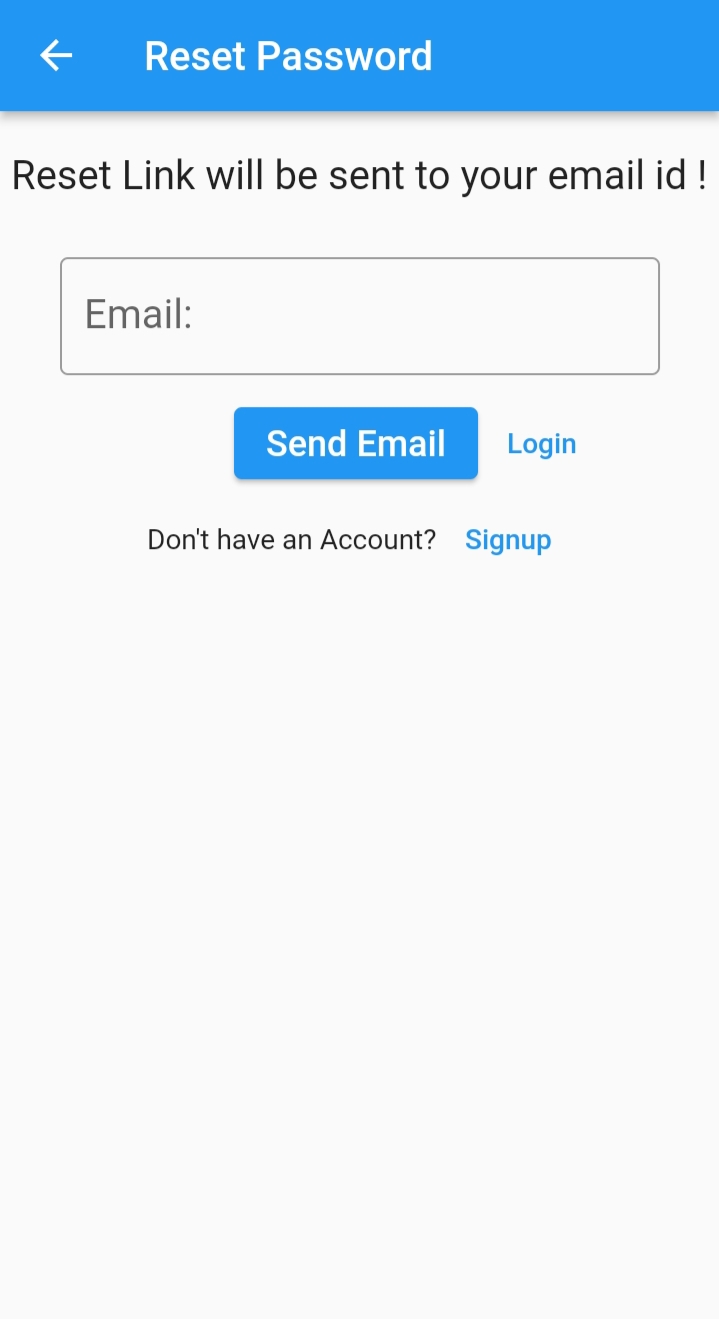 Reset Password
Reset Link will be sent to your email id !
Email:
Send Email Login
Don't have an Account? Signup